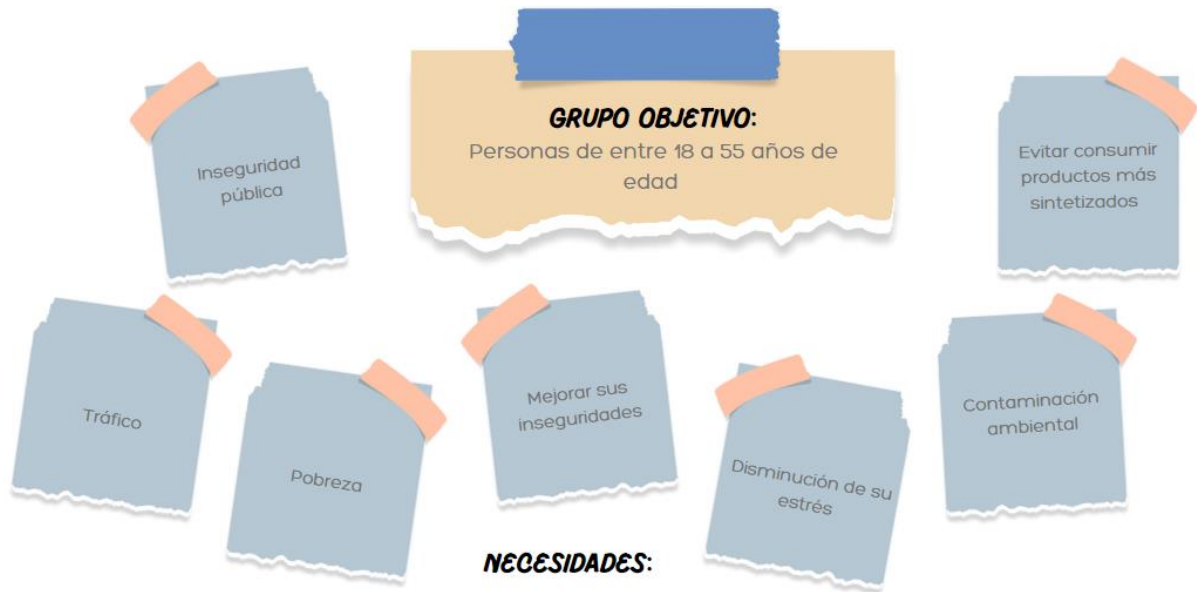 GRUPO OBJETIVO:
Personas de entre 18 a 55 años de
edad
Inseguridad
pública
Evitar consumir
productos más
sintetizados
Tráfico
Pobreza
Mejorar sus
inseguridades
Disminución de su
estrés
Contaminación
ambiental
NECESIDADES: